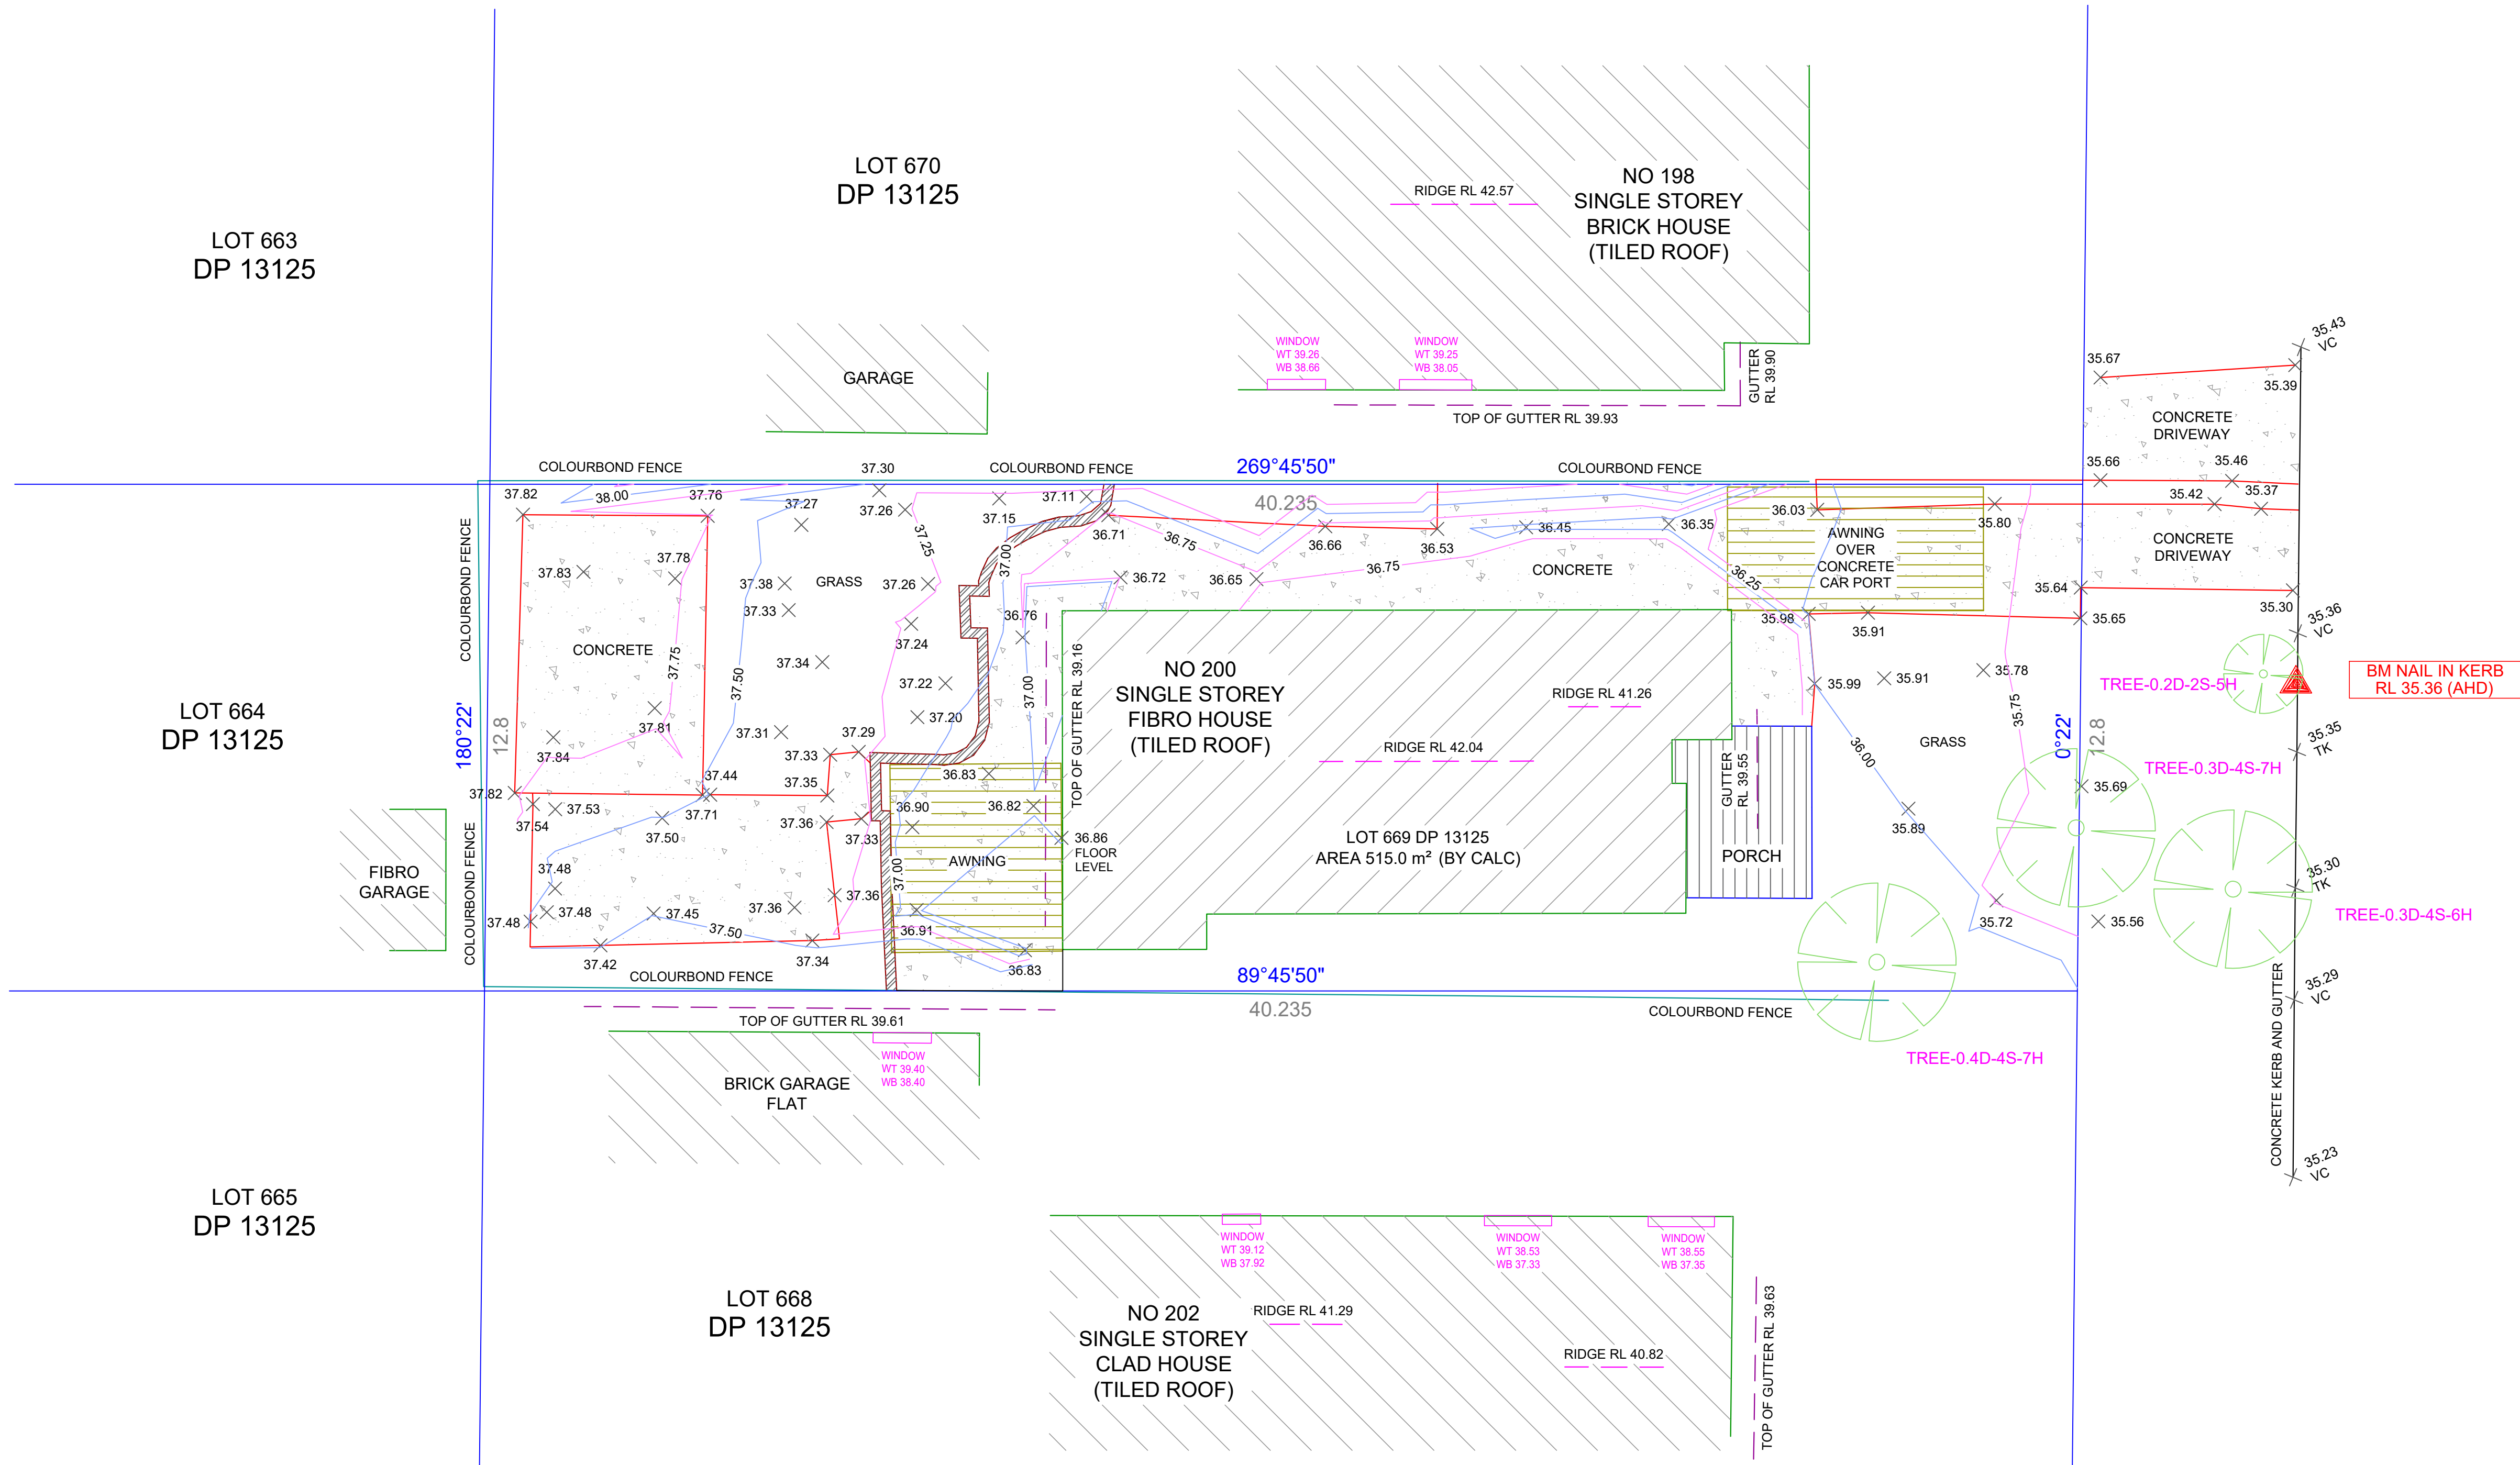 LOT 670
DP 13125
LOT 663
DP 13125
RIDGE RL 42.57
NO 198
SINGLE STOREY
BRICK HOUSE
(TILED ROOF)
GARAGE
WINDOW
WT 39.26
WB 38.66
WINDOW
WT 39.25
WB 38.05
GUTTER
RL 39.90
TOP OF GUTTER RL 39.93
35.43
VC
35.67
35.39
CONCRETE
DRIVEWAY
35.66
35.46
35.42
35.37
COLOURBOND FENCE
37.30
COLOURBOND FENCE
269°45'50"
COLOURBOND FENCE
40.235
37.82
38.00
37.76
37.27
37.26
37.15
37.11
36.71
36.75
36.66
36.53
36.45
36.35
36.03
35.80
AWNING
OVER
CONCRETE
CAR PORT
CONCRETE
DRIVEWAY
COLOURBOND FENCE
37.83
37.78
37.38
GRASS
37.26
37.25
37.00
36.72
36.65
36.75
CONCRETE
36.25
37.33
36.76
35.98
35.91
35.64
35.65
35.30
35.36
VC
37.24
CONCRETE
37.75
37.50
37.34
37.22
37.20
37.00
TOP OF GUTTER RL 39.16
NO 200
SINGLE STOREY
FIBRO HOUSE
(TILED ROOF)
RIDGE RL 41.26
RIDGE RL 42.04
35.99
35.91
35.78
35.75
TREE-0.2D-2S-5H
BM NAIL IN KERB
RL 35.36 (AHD)
LOT 664
DP 13125
180°22'
12.8
37.81
37.84
37.31
37.29
37.33
37.35
36.83
36.00
GRASS
0°22'
12.8
35.35
TK
TREE-0.3D-4S-7H
GUTTER
RL 39.55
37.82
37.44
37.54
37.53
37.50
37.71
37.36
37.33
36.90
36.82
36.86
FLOOR
LEVEL
LOT 669 DP 13125
AREA 515.0 m² (BY CALC)
PORCH
35.69
35.89
FIBRO
GARAGE
COLOURBOND FENCE
37.48
37.48
37.48
37.45
37.36
37.36
37.00
AWNING
35.30
TK
TREE-0.3D-4S-6H
37.50
36.91
36.83
35.72
35.56
37.42
37.34
COLOURBOND FENCE
89°45'50"
40.235
COLOURBOND FENCE
35.29
VC
CONCRETE KERB AND GUTTER
TOP OF GUTTER RL 39.61
WINDOW
WT 39.40
WB 38.40
BRICK GARAGE
FLAT
TREE-0.4D-4S-7H
35.23
VC
LOT 665
DP 13125
WINDOW
WT 39.12
WB 37.92
WINDOW
WT 38.53
WB 37.33
WINDOW
WT 38.55
WB 37.35
LOT 668
DP 13125
NO 202
SINGLE STOREY
CLAD HOUSE
(TILED ROOF)
RIDGE RL 41.29
RIDGE RL 40.82
TOP OF GUTTER RL 39.63